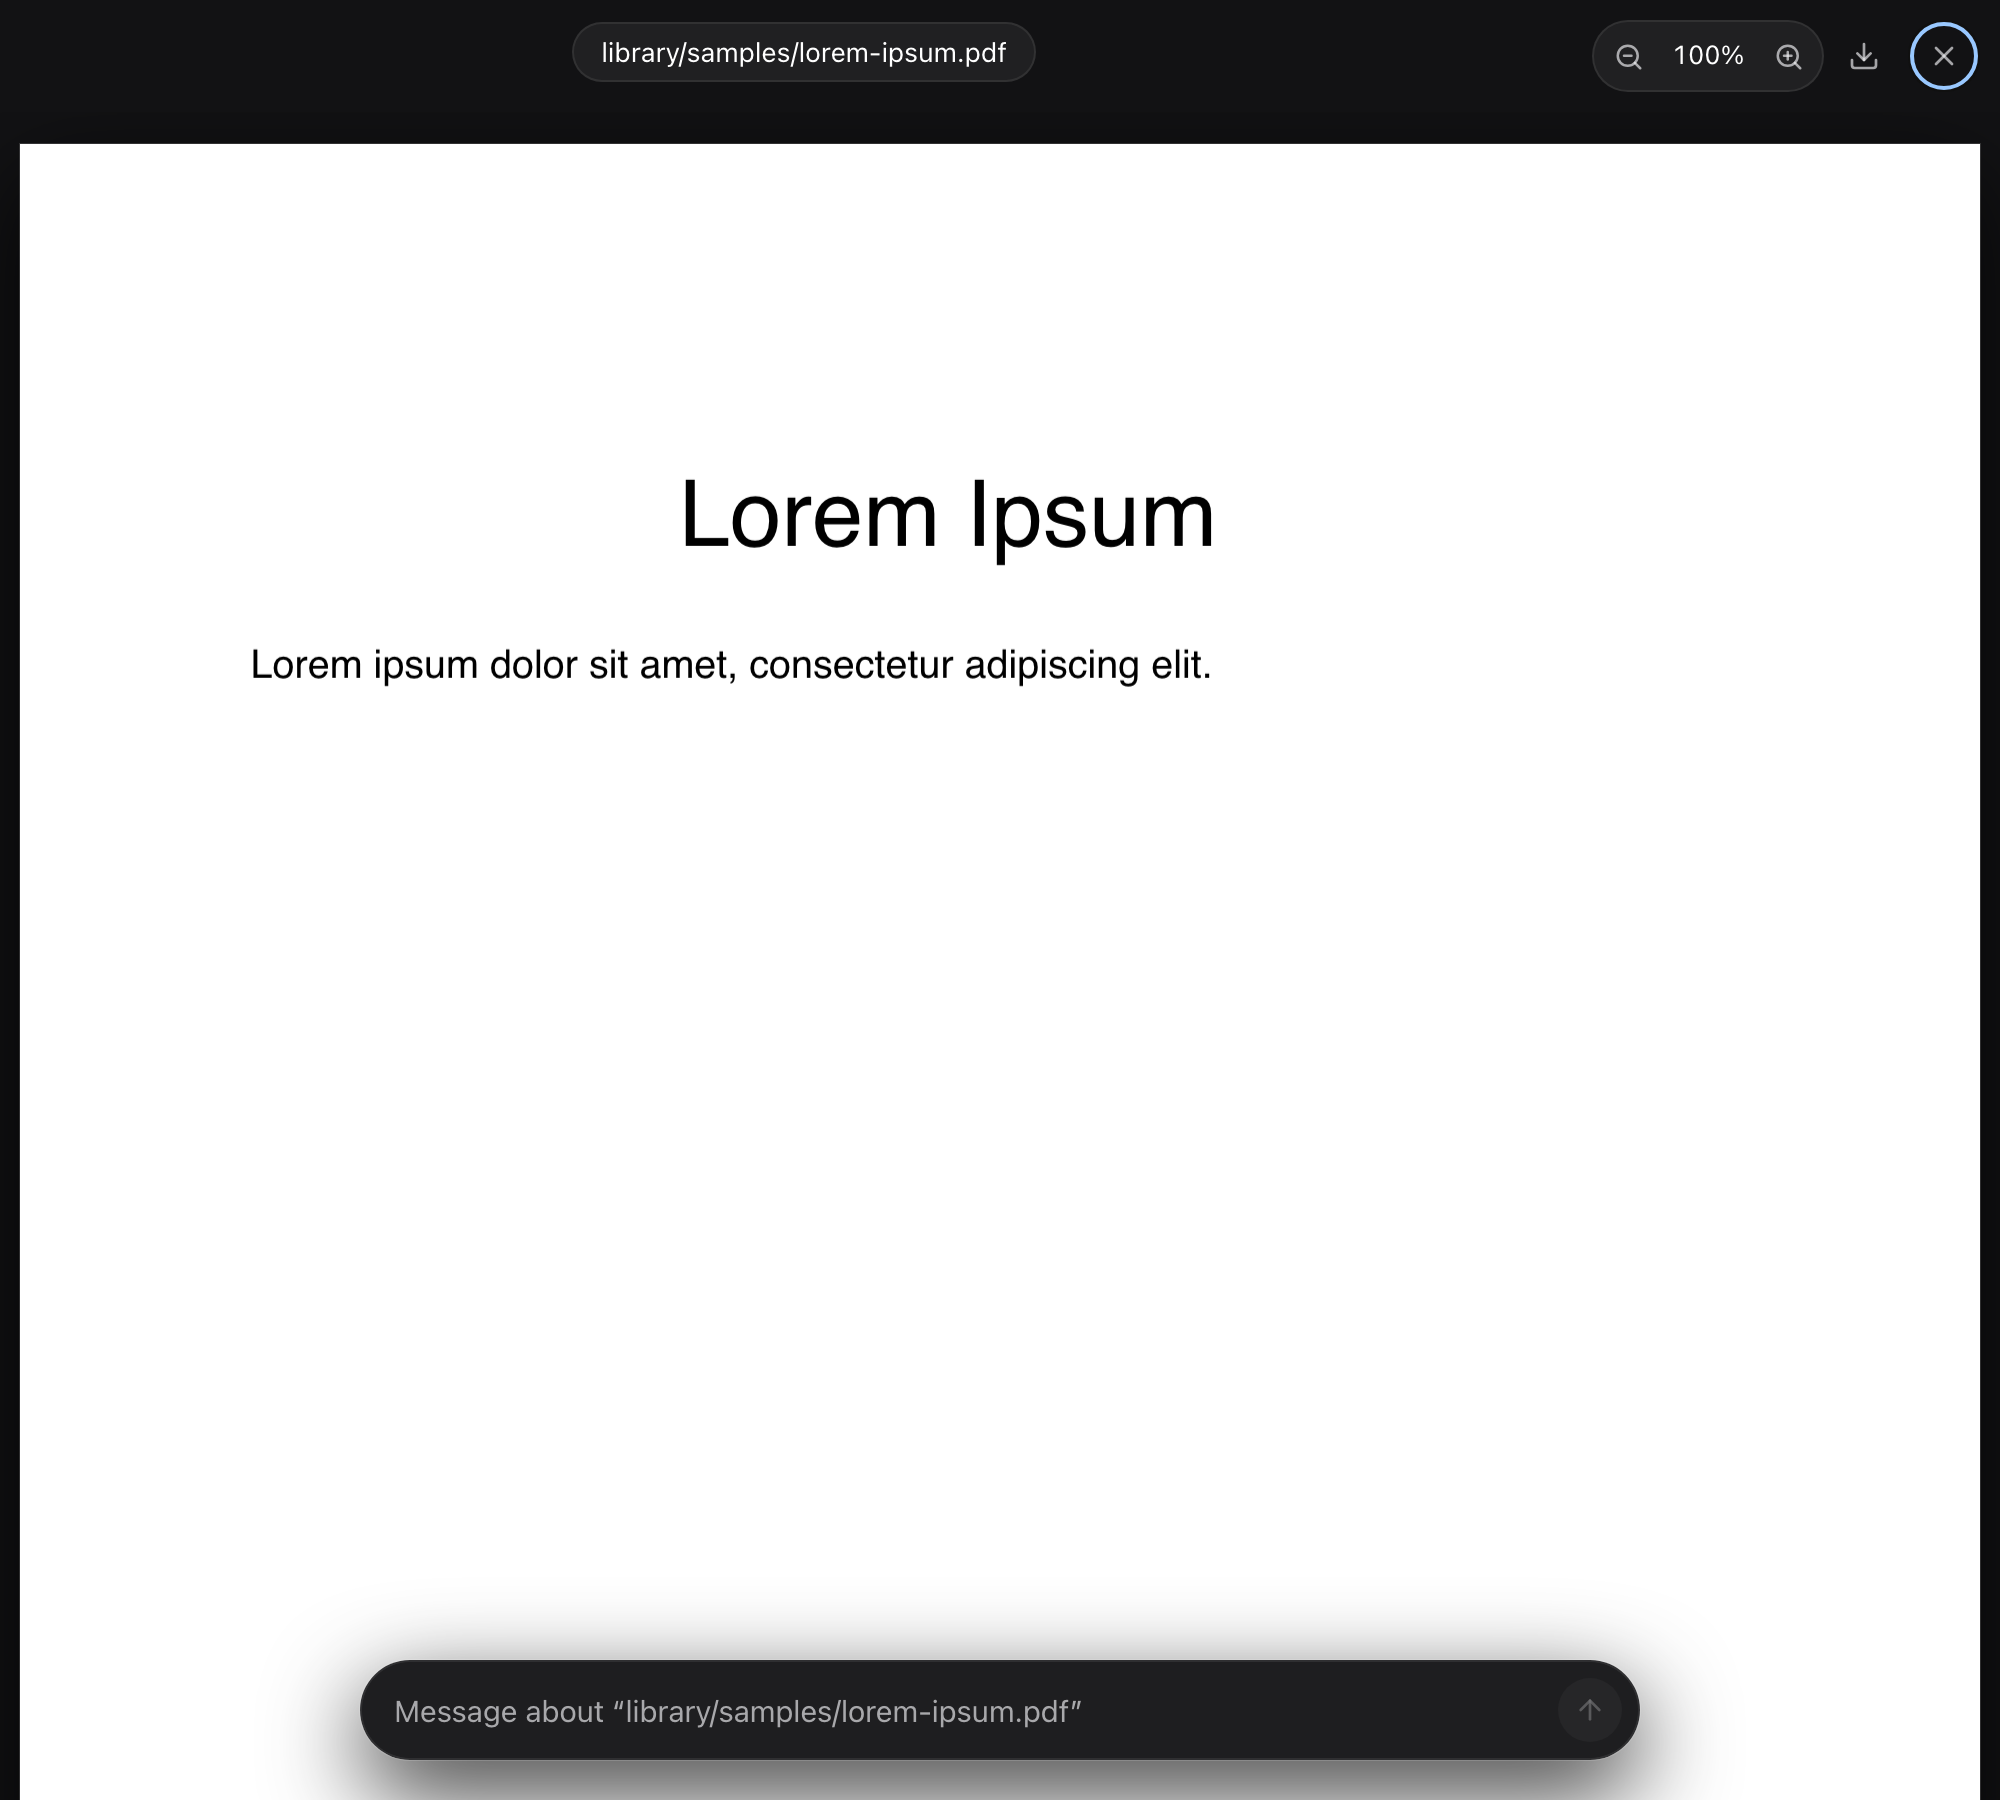 library/samples/lorem-ipsum.pdf
100%
Lorem Ipsum
Lorem ipsum dolor sit amet, consectetur adipiscing elit.
Message about “library/samples/lorem-ipsum.pdf”